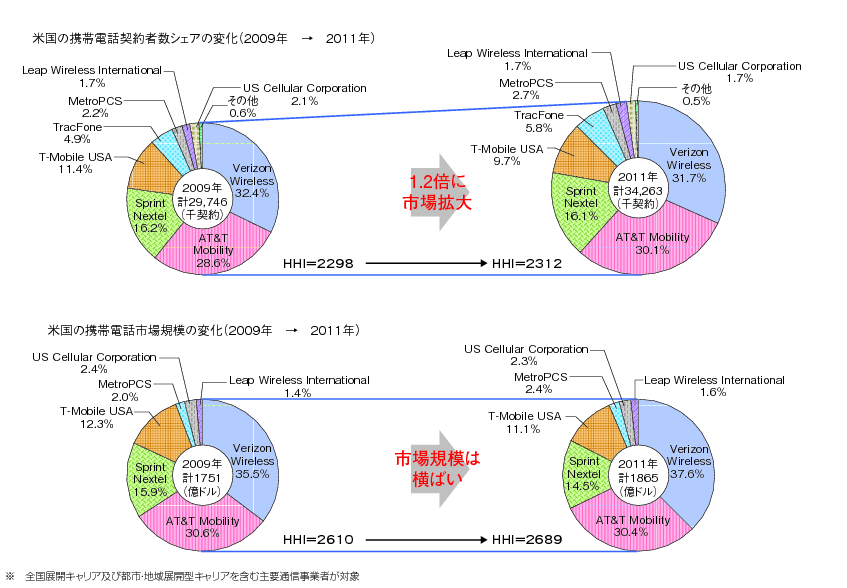 米国の携帯電話契約者数シェアの変化(2009年　→　2011年)
Leap Wireless International
1.7%
MetroPCS
2.2%
TracFone
4.9%
T-Mobile USA
11.4%
Sprint
Nextel
16.2%
US Cellular Corporation
2.1%
その他
0.6%
Verizon
Wireless
32.4%
2009年
計29,746
(千契約)
AT&T
Mobility
28.6%
HHI=2298
1.2倍に
市場拡大
Leap Wireless International
1.7%
MetroPCS
2.7%
TracFone
5.8%
T-Mobile USA
9.7%
Sprint
Nextel
16.1%
US Cellular Corporation
1.7%
その他
0.5%
Verizon
Wireless
31.7%
2011年
計34,263
(千契約)
AT&T Mobility
30.1%
HHI=2312
米国の携帯電話市場規模の変化(2009年　→　2011年)
US Cellular Corporation
2.4%
MetroPCS
2.0%
T-Mobile USA
12.3%
Sprint
Nextel
15.9%
Leap Wireless International
1.4%
Verizon
Wireless
35.5%
2009年
計1751
(億ドル)
AT&T Mobility
30.6%
HHI=2610
市場規模は
横ばい
US Cellular Corporation
2.3%
MetroPCS
2.4%
T-Mobile USA
11.1%
Sprint
Nextel
14.5%
Leap Wireless International
1.6%
Verizon
Wireless
37.6%
2011年
計1865
(億ドル)
AT&T Mobility
30.4%
HHI=2689
※　全国展開キャリア及び都市・地域展開型キャリアを含む主要通信事業者が対象